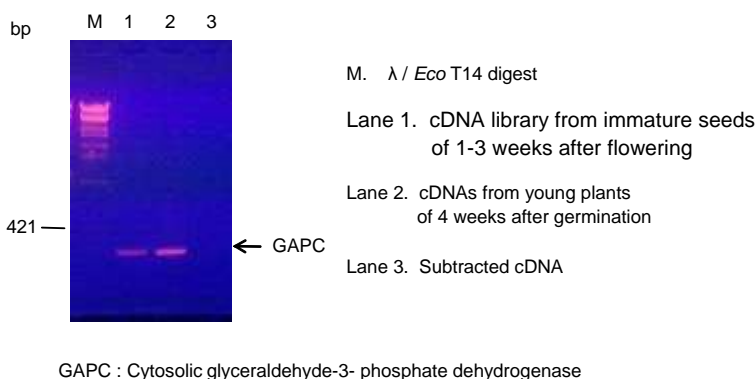 bp M 1 2 3
M. λ / Eco T14 digest
Lane 1. cDNA library from immature seeds
of 1-3 weeks after flowering
Lane 2. cDNAs from young plants
of 4 weeks after germination
421
GAPC
Lane 3. Subtracted cDNA
GAPC : Cytosolic glyceraldehyde-3- phosphate dehydrogenase